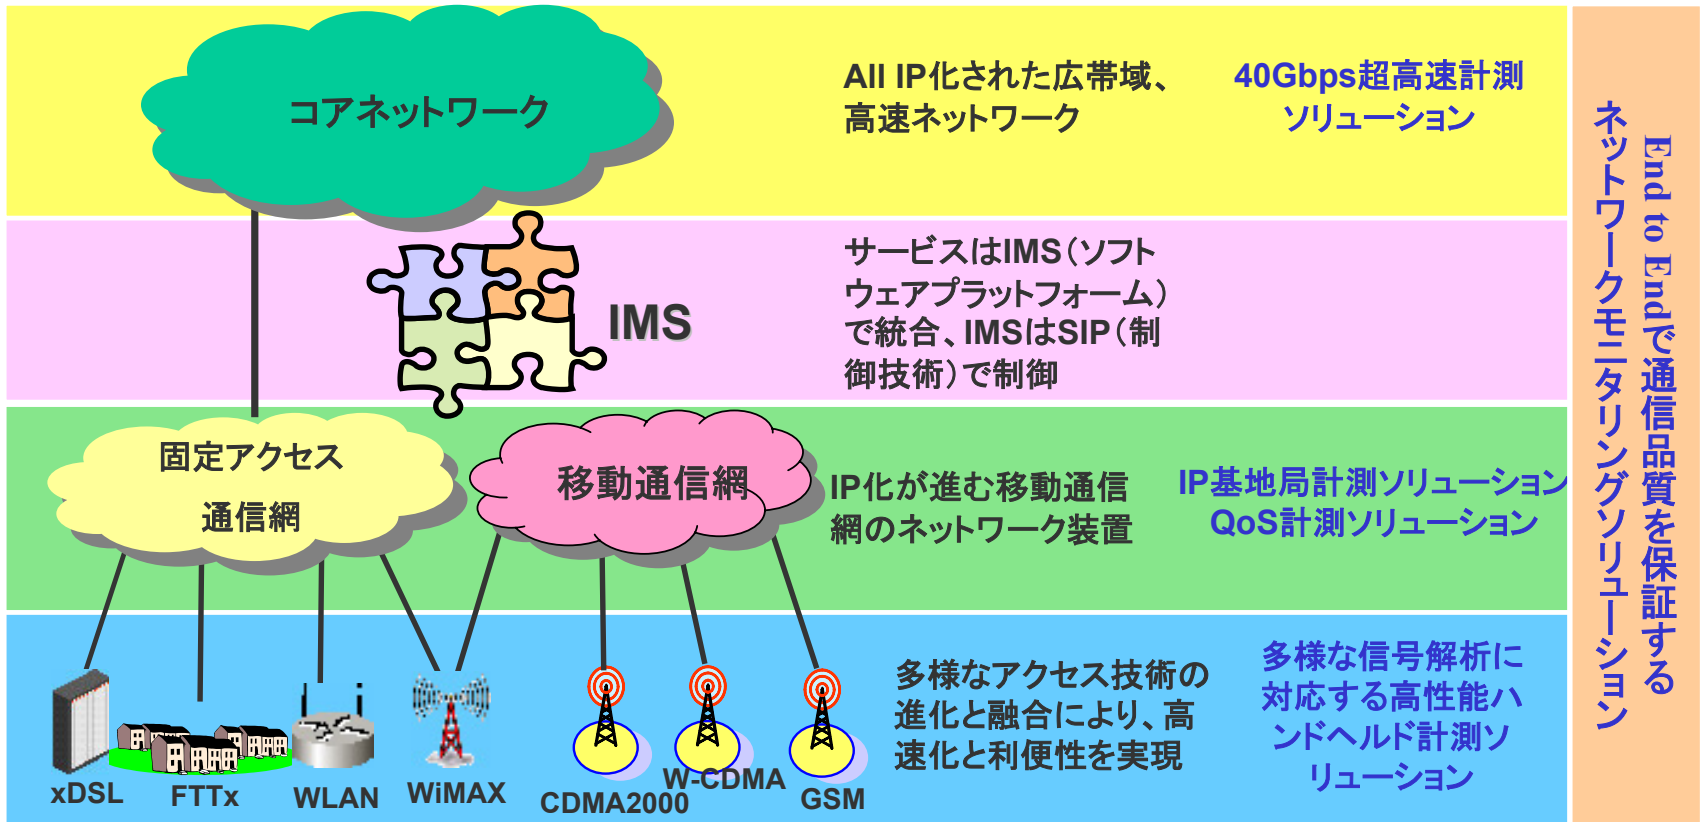 コアネットワーク
All IP化された広帯域、
高速ネットワーク
40Gbps超高速計測
ソリューション
IMS
サービスはIMS（ソフト
ウェアプラットフォーム）
で統合、IMSはSIP（制
御技術）で制御
固定アクセス
通信網
移動通信網
IP化が進む移動通信
網のネットワーク装置
IP基地局計測ソリューション
QoS計測ソリューション
xDSL
FTTx
WLAN
WiMAX
CDMA2000
W-CDMA
GSM
多様なアクセス技術の
進化と融合により、高
速化と利便性を実現
多様な信号解析に
対応する高性能ハ
ンドヘルド計測ソ
リューション
End to Endで通信品質を保証する
ネットワークモニタリングソリューション